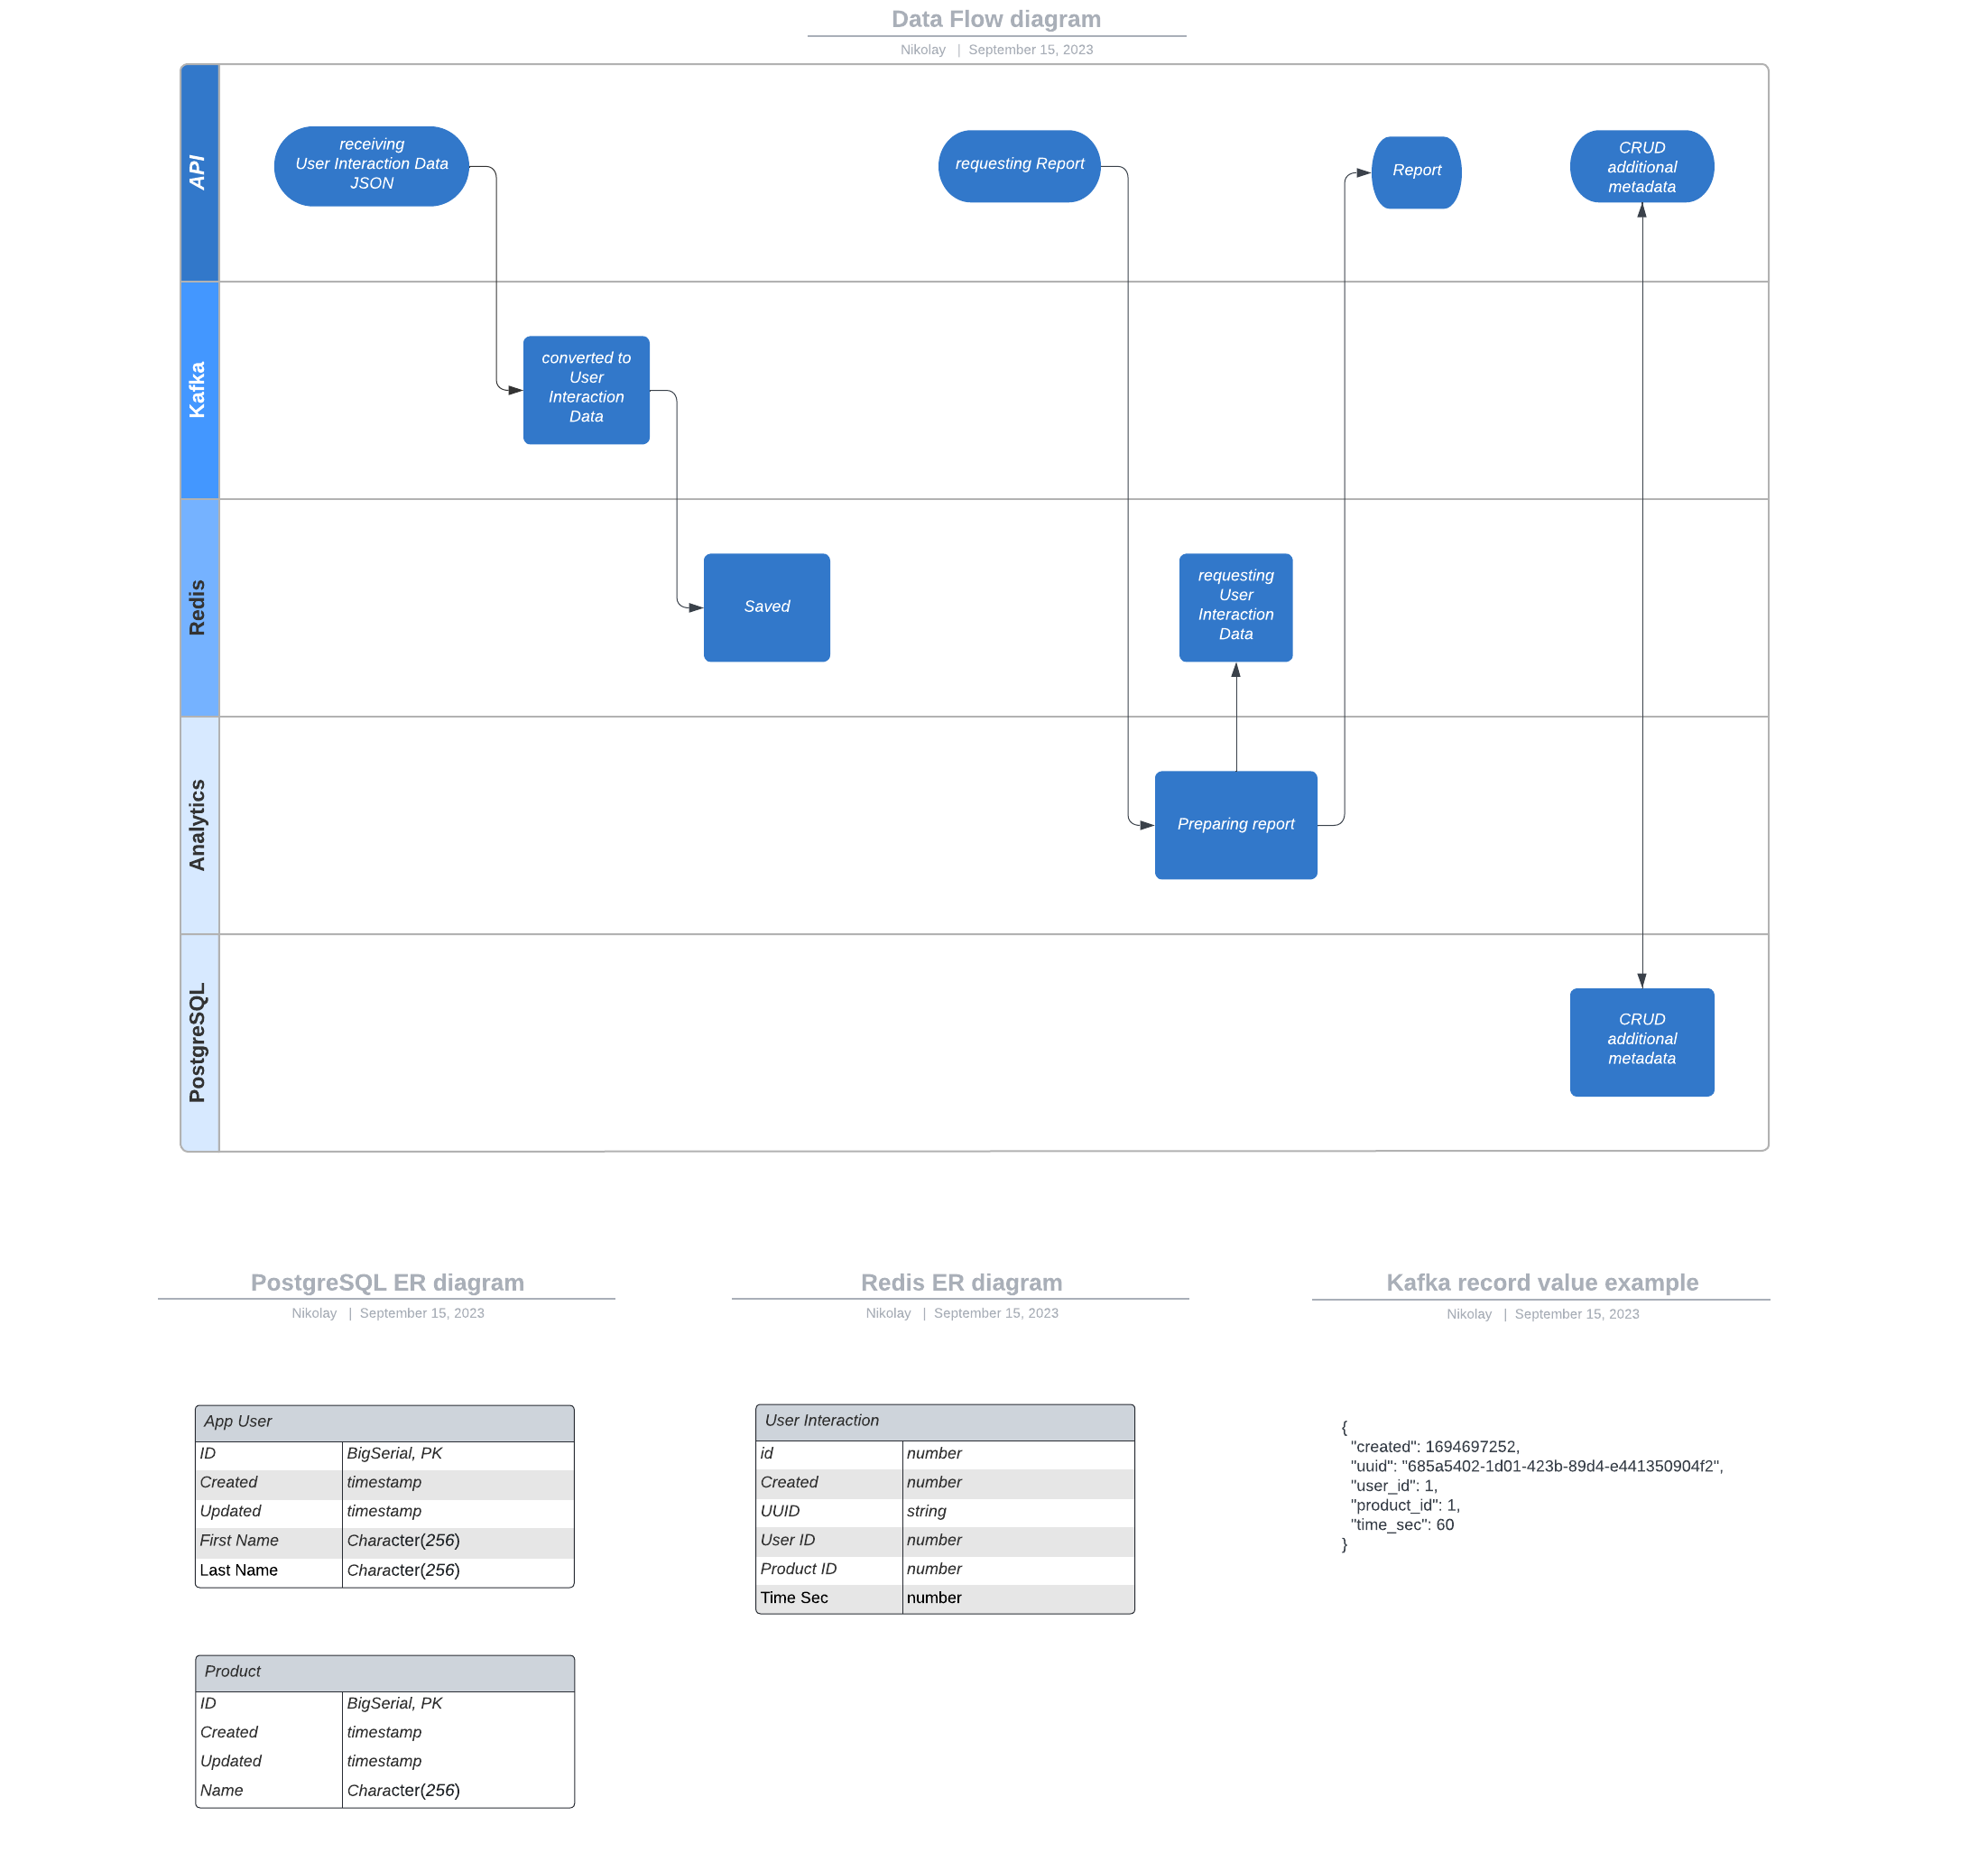 Data Flow diagram
Nikolay | September 15, 2023
API
receiving
User Interaction Data
JSON
requesting Report
Report
CRUD
additional
metadata
Kafka
converted to
User
Interaction
Data
Redis
Saved
requesting
User
Interaction
Data
Analytics
Preparing report
PostgreSQL
CRUD
additional
metadata
PostgreSQL ER diagram
Nikolay | September 15, 2023
App User
ID BigSerial, PK
Created timestamp
Updated timestamp
First Name Character(256)
Last Name Character(256)
Product
ID BigSerial, PK
Created timestamp
Updated timestamp
Name Character(256)
Redis ER diagram
Nikolay | September 15, 2023
User Interaction
id number
Created number
UUID string
User ID number
Product ID number
Time Sec number
Kafka record value example
Nikolay | September 15, 2023
{
"created": 1694697252,
"uuid": "685a5402-1d01-423b-89d4-e441350904f2",
"user_id": 1,
"product_id": 1,
"time_sec": 60
}